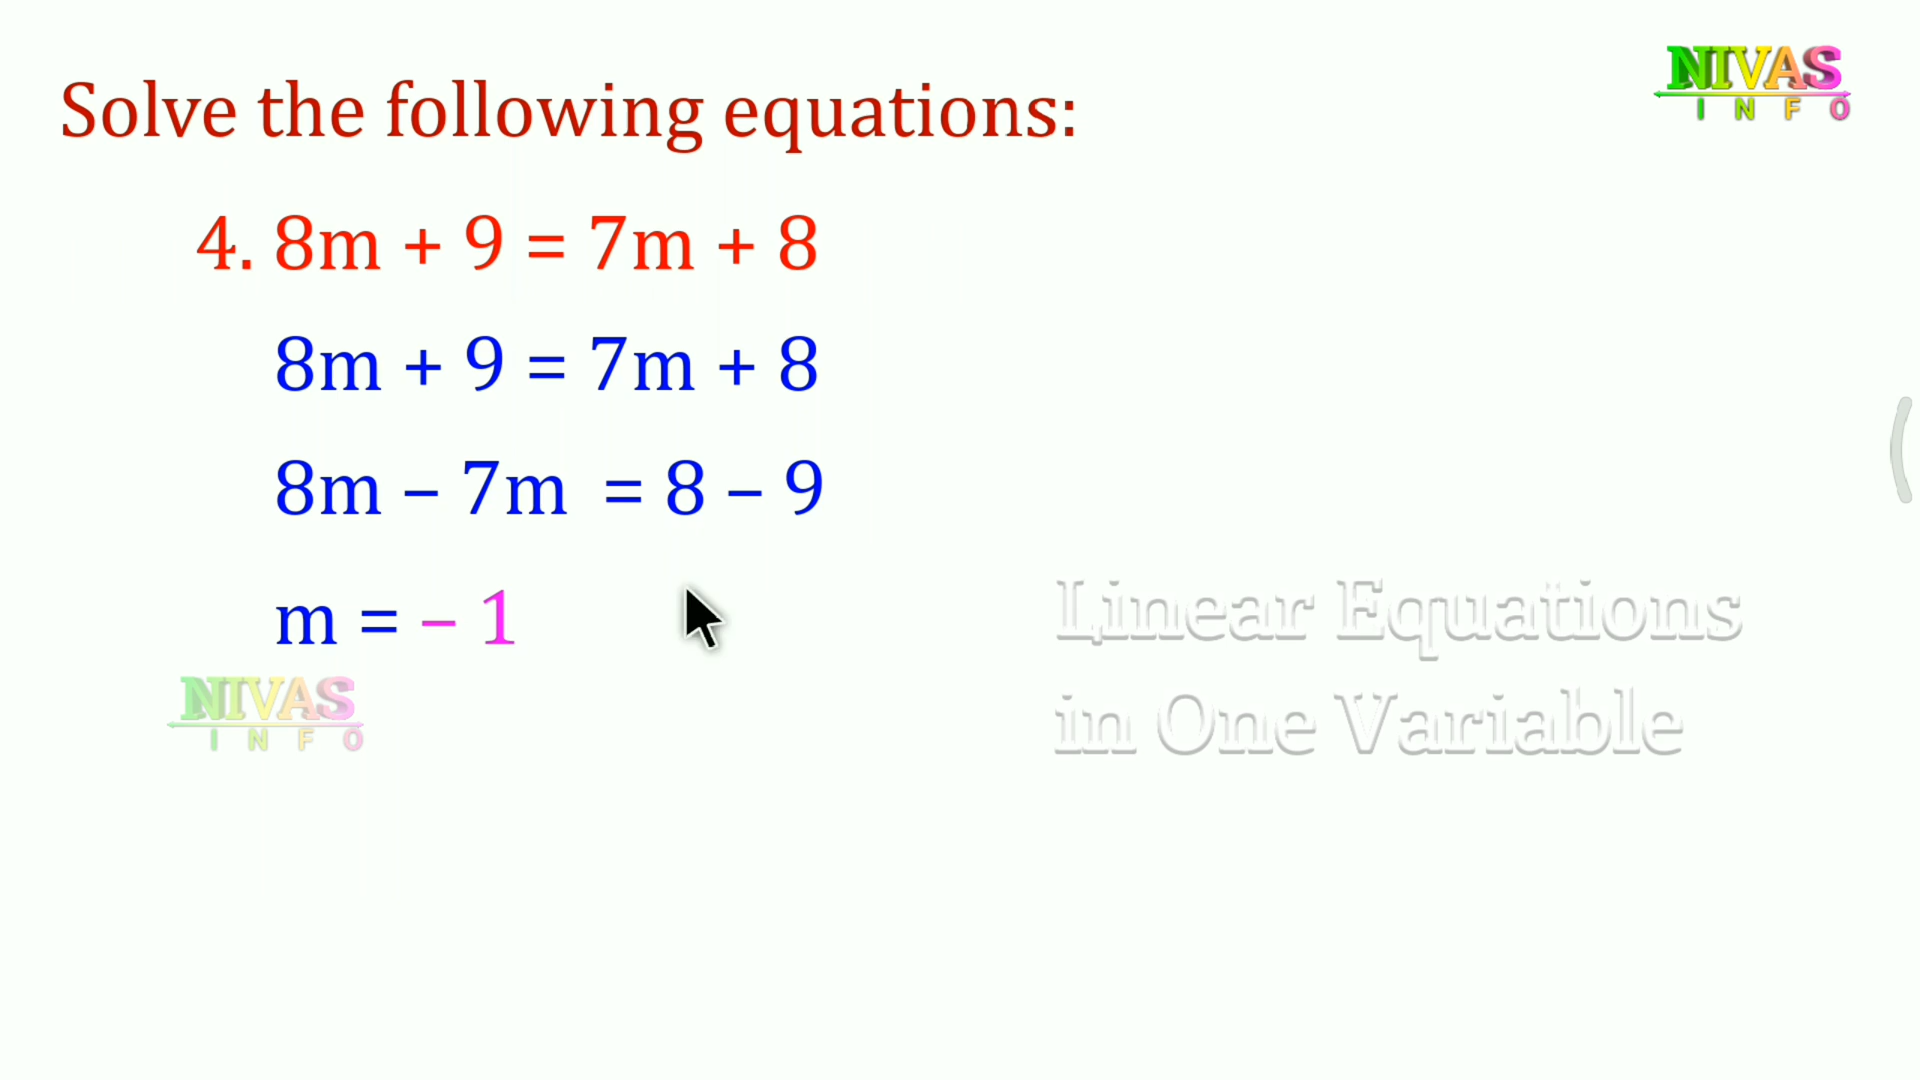 NIVAS
INFO
Solve the following equations:
4. 8m + 9 = 7m + 8
8m + 9 = 7m + 8
8m – 7m = 8 – 9
m = – 1
Linear Equations
in One Variable
NIVAS
INFO